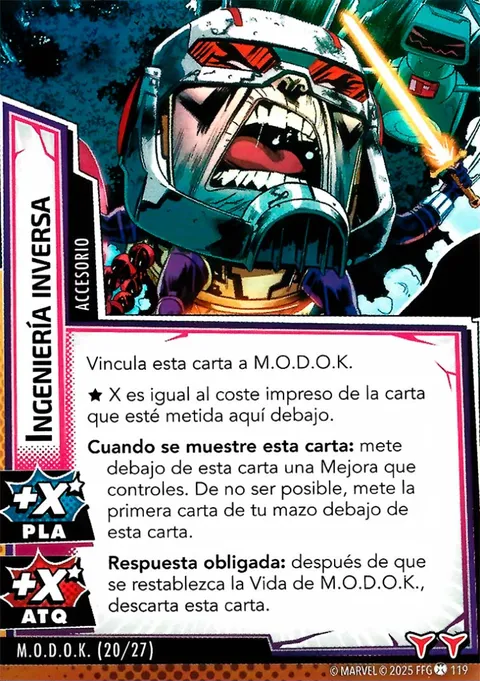 INGENIERÍA INVERSA
ACCESORIO
Vincula esta carta a M.O.D.O.K.
★ X es igual al coste impreso de la carta
que esté metida aquí debajo.
Cuando se muestre esta carta: mete
debajo de esta carta una Mejora que
controles. De no ser posible, mete la
primera carta de tu mazo debajo de
esta carta.
Respuesta obligada: después de que
se restablezca la Vida de M.O.D.O.K.,
descarta esta carta.
+X★
PLA
+X★
ATQ
M.O.D.O.K. (20/27)
© MARVEL © 2025 FFG 119